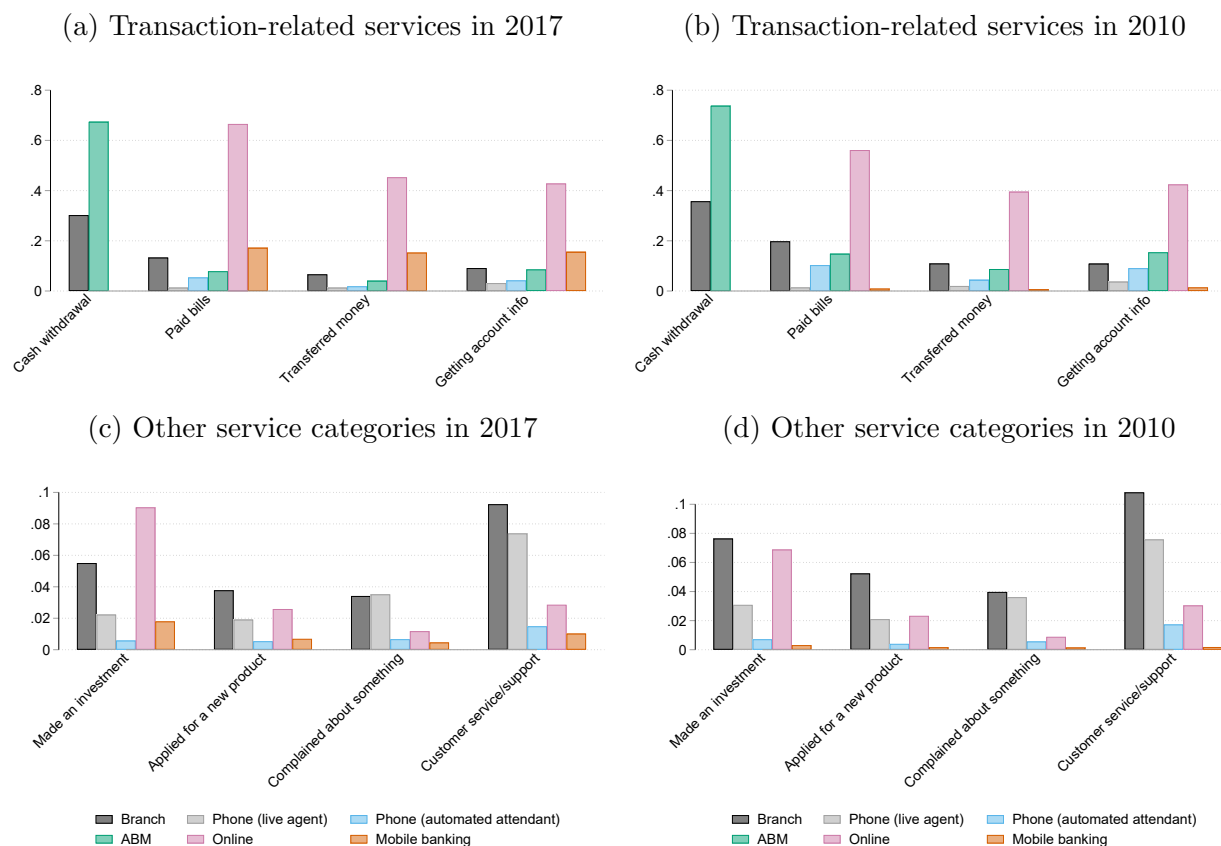 (a) Transaction-related services in 2017
.8
.6
.4
.2
0
Cash withdrawal
Paid bills
Transferred money
Getting account info
(b) Transaction-related services in 2010
.8
.6
.4
.2
0
Cash withdrawal
Paid bills
Transferred money
Getting account info
(c) Other service categories in 2017
.1
.08
.06
.04
.02
0
Made an investment
Applied for a new product
Complained about something
Customer service/support
Branch Phone (live agent) Phone (automated attendant)
ABM Online Mobile banking
(d) Other service categories in 2010
.1
.08
.06
.04
.02
0
Made an investment
Applied for a new product
Complained about something
Customer service/support
Branch Phone (live agent) Phone (automated attendant)
ABM Online Mobile banking